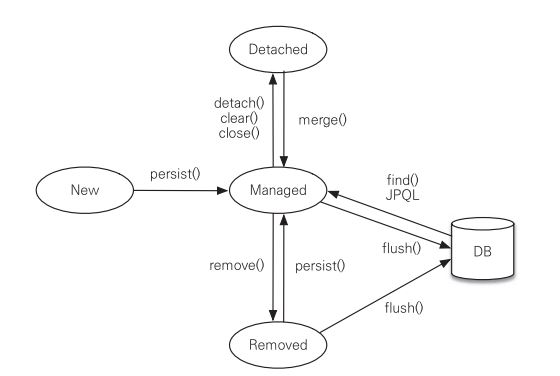 Detached
detach()
clear()
close()
merge()
persist()
New
Managed
find()
JPQL
flush()
DB
remove()
persist()
flush()
Removed